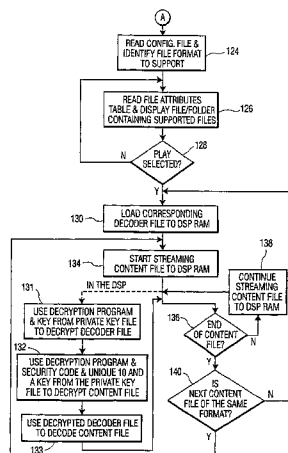 A
READ CONFIG. FILE &
IDENTIFY FILE FORMAT
TO SUPPORT
124
READ FILE ATTRIBUTES
TABLE & DISPLAY FILE/FOLDER
CONTAINING SUPPORTED FILES
126
PLAY
SELECTED?
128
N
Y
LOAD CORRESPONDING
DECODER FILE TO DSP RAM
130
START STREAMING
CONTENT FILE TO DSP RAM
134
138
CONTINUE
STREAMING
CONTENT FILE
TO DSP RAM
IN THE DSP
131
USE DECRYPTION PROGRAM
& KEY FROM PRIVATE KEY FILE
TO DECRYPT DECODER FILE
136
END
OF CONTENT
FILE?
N
Y
132
USE DECRYPTION PROGRAM &
SECURITY CODE & UNIQUE 10 AND
A KEY FROM THE PRIVATE KEY
FILE TO DECRYPT CONTENT FILE
140
IS
NEXT CONTENT
FILE OF THE SAME
FORMAT?
N
Y
USE DECRYPTED DECODER FILE
TO DECODE CONTENT FILE
133